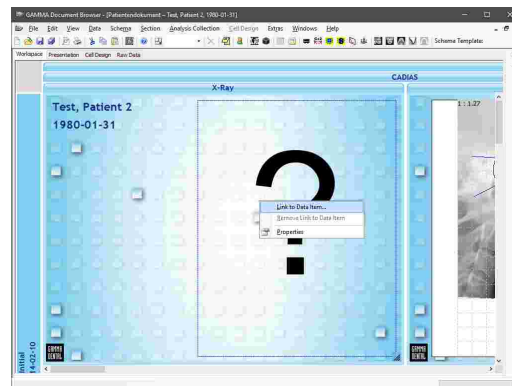 GAMMA Document Browser - [Patientendokument - Test, Patient 2, 1980-01-31]
File Edit View Data Schema Section Analysis Collection Cell Design Extras Windows Help
Schema Template:
Workspace Presentation Cell Design Raw Data
CADIAS
X-Ray
Test, Patient 2
1980-01-31
1 : 1.27
?
Link to Data Item...
Remove Link to Data Item
Properties
Initial
14-02-10
GAMMA
DENTAL
GAMMA
DENTAL